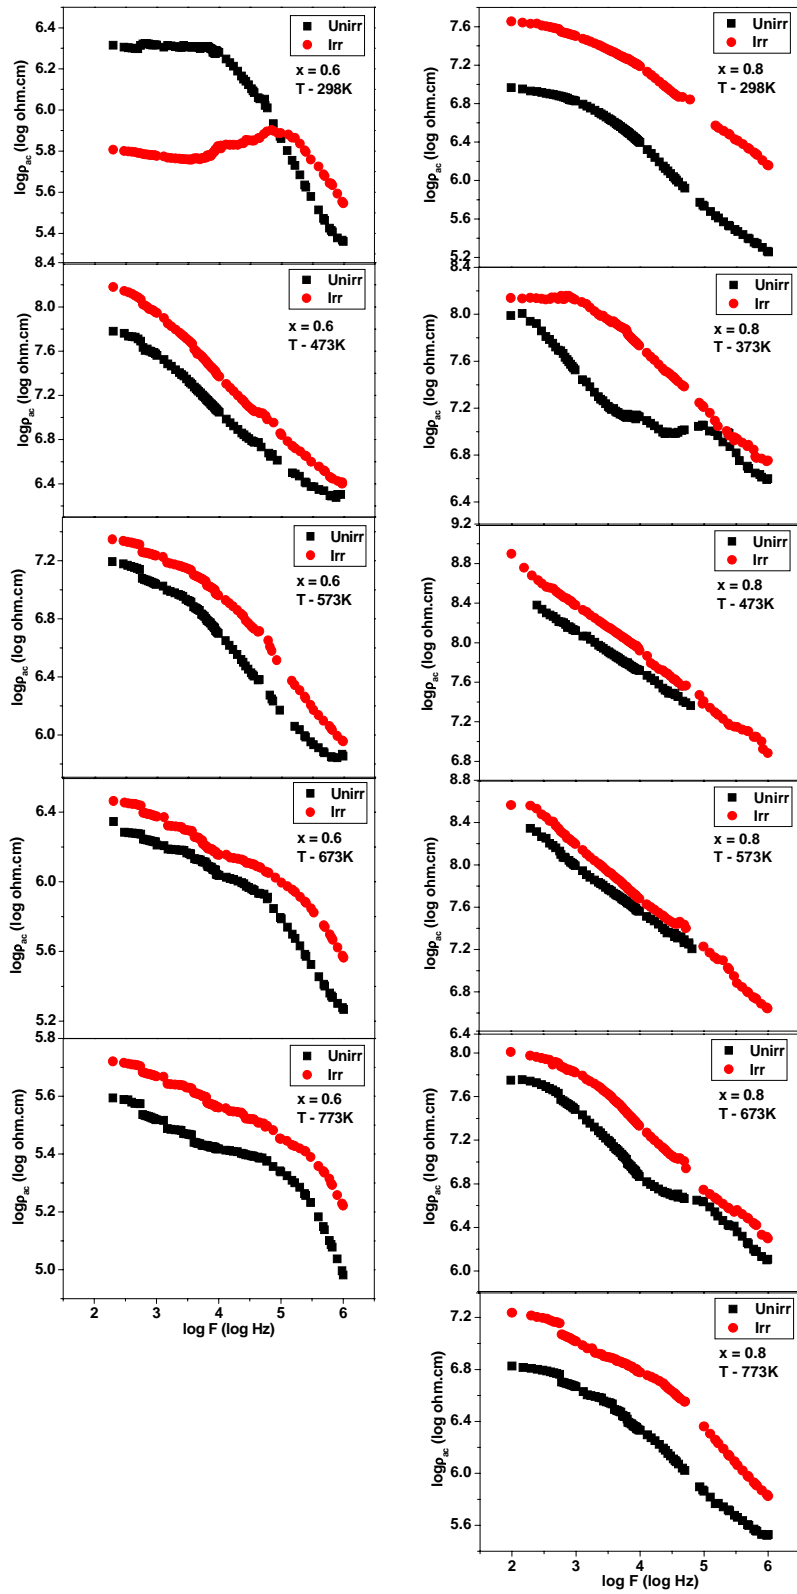 6.4
6.2
6.0
5.8
5.6
5.4
logρac (log ohm.cm)
Unirr
Irr
x = 0.6
T - 298K
8.4
8.0
7.6
7.2
6.8
6.4
logρac (log ohm.cm)
Unirr
Irr
x = 0.6
T - 473K
7.2
6.8
6.4
6.0
logρac (log ohm.cm)
Unirr
Irr
x = 0.6
T - 573K
6.4
6.0
5.6
5.2
logρac (log ohm.cm)
Unirr
Irr
x = 0.6
T - 673K
5.8
5.6
5.4
5.2
5.0
logρac (log ohm.cm)
Unirr
Irr
x = 0.6
T - 773K
2 3 4 5 6
log F (log Hz)
7.6
7.2
6.8
6.4
6.0
5.6
5.2
logρac (log ohm.cm)
Unirr
Irr
x = 0.8
T - 298K
8.4
8.0
7.6
7.2
6.8
6.4
logρac (log ohm.cm)
Unirr
Irr
x = 0.8
T - 373K
9.2
8.8
8.4
8.0
7.6
7.2
6.8
logρac (log ohm.cm)
Unirr
Irr
x = 0.8
T - 473K
8.8
8.4
8.0
7.6
7.2
6.8
6.4
logρac (log ohm.cm)
Unirr
Irr
x = 0.8
T - 573K
8.0
7.6
7.2
6.8
6.4
6.0
logρac (log ohm.cm)
Unirr
Irr
x = 0.8
T - 673K
7.2
6.8
6.4
6.0
5.6
logρac (log ohm.cm)
Unirr
Irr
x = 0.8
T - 773K
2 3 4 5 6
log F (log Hz)